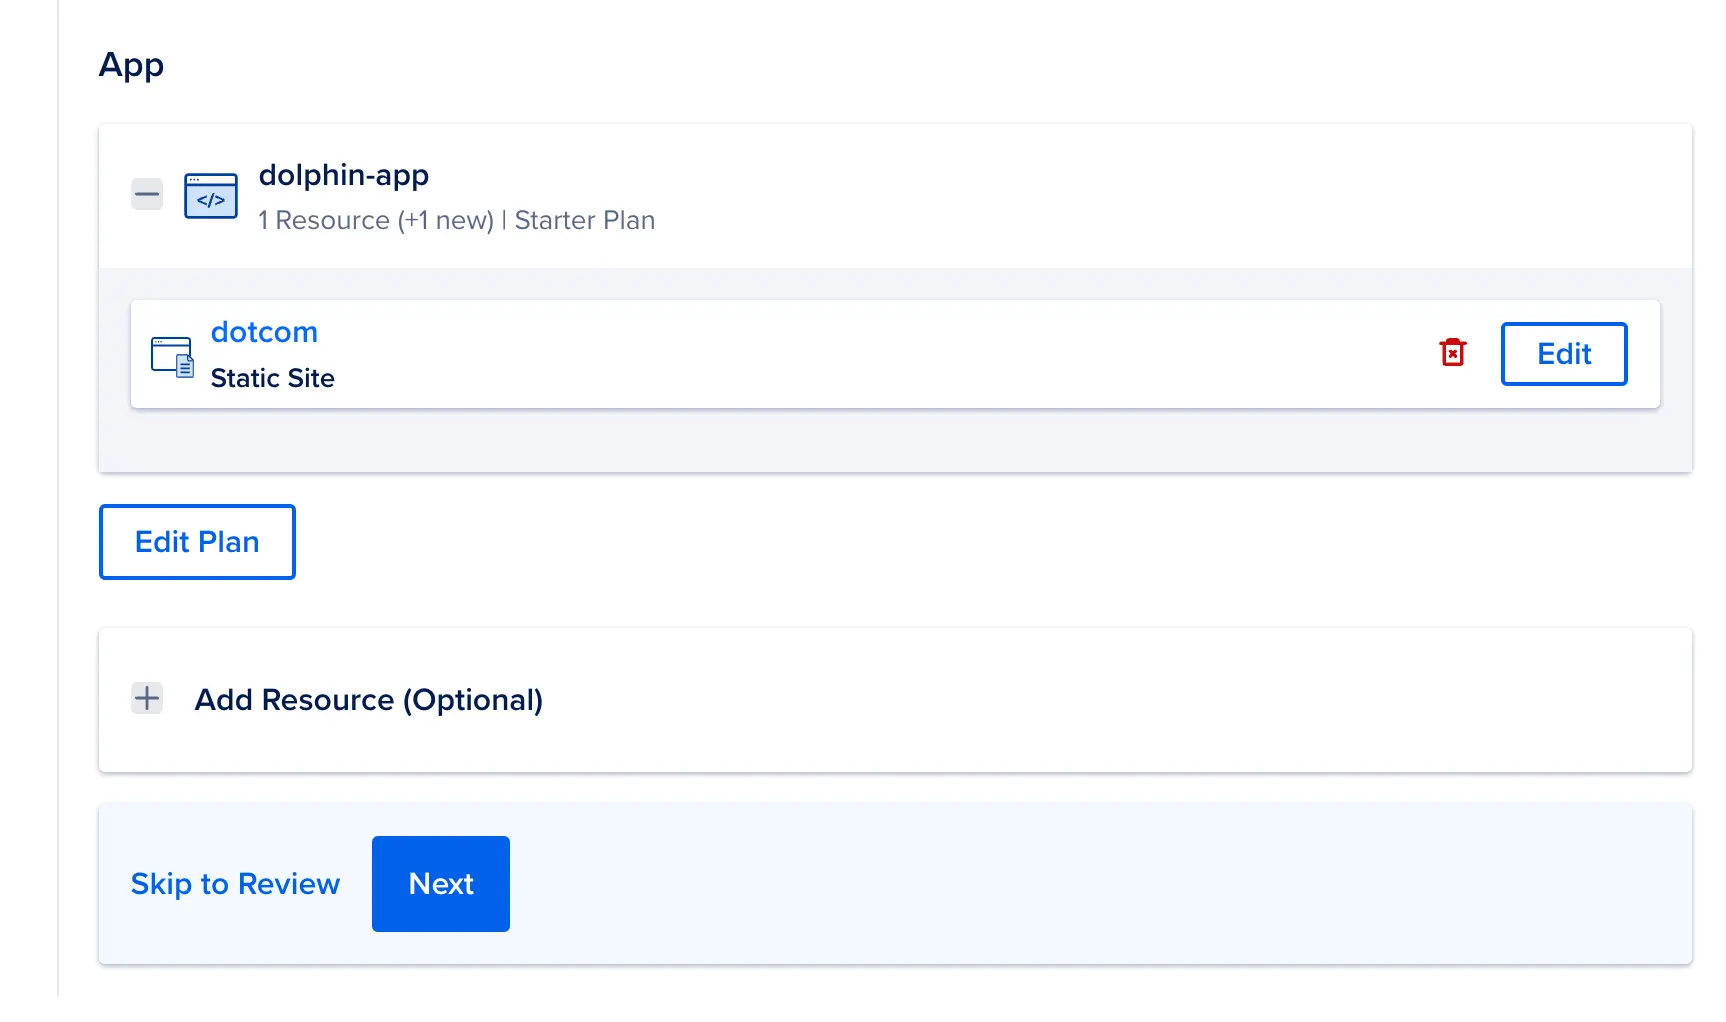 App
dolphin-app
1 Resource (+1 new) | Starter Plan
dotcom
Static Site
Edit
Edit Plan
Add Resource (Optional)
Skip to Review
Next